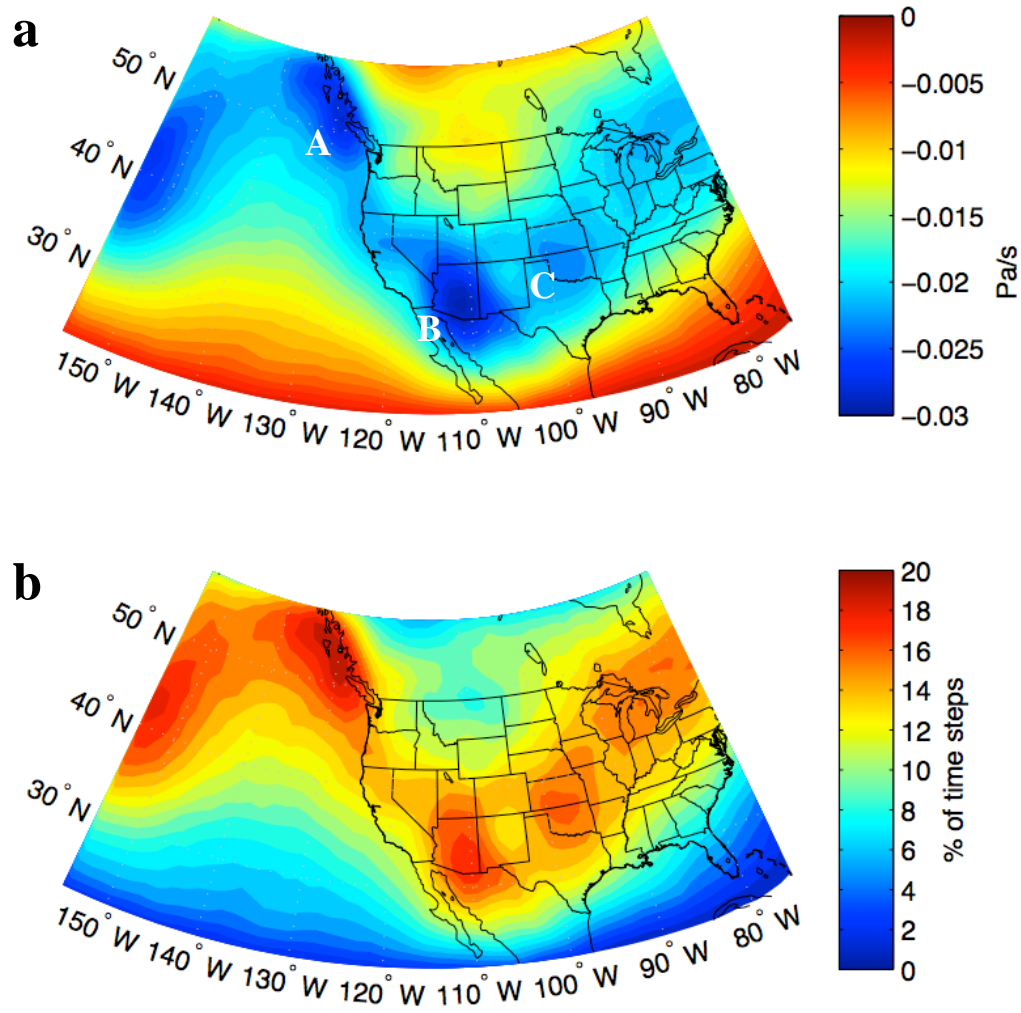 a
50° N
40° N
30° N
150° W
140° W
130° W
120° W
110° W
100° W
90° W
80° W
A
B
C
0
−0.005
−0.01
−0.015
−0.02
−0.025
−0.03
Pa/s
b
50° N
40° N
30° N
150° W
140° W
130° W
120° W
110° W
100° W
90° W
80° W
20
18
16
14
12
10
8
6
4
2
0
% of time steps